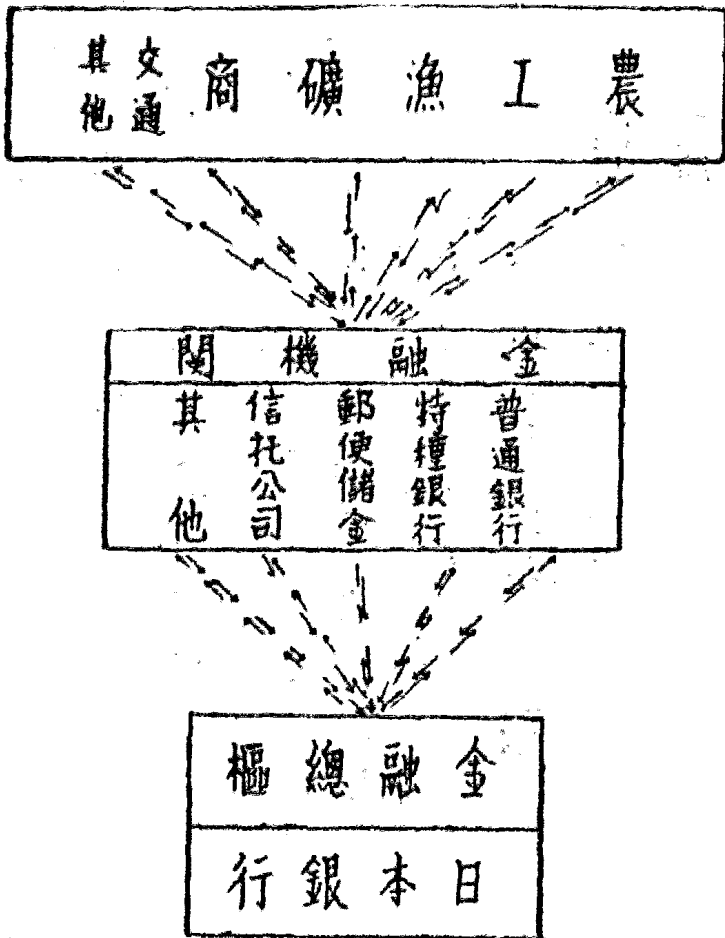 農 工 漁 礦 商 交通 其他
金融機關
普通銀行
特種銀行
郵便儲金
信托公司
其他
金融總樞
日本銀行